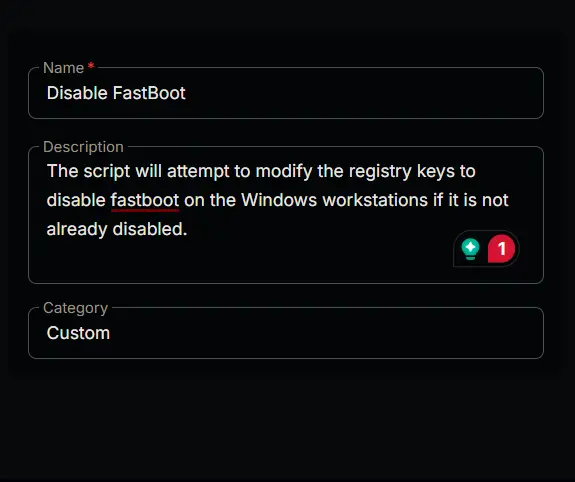 Name *
Disable FastBoot
Description
The script will attempt to modify the registry keys to
disable fastboot on the Windows workstations if it is not
already disabled.
1
Category
Custom